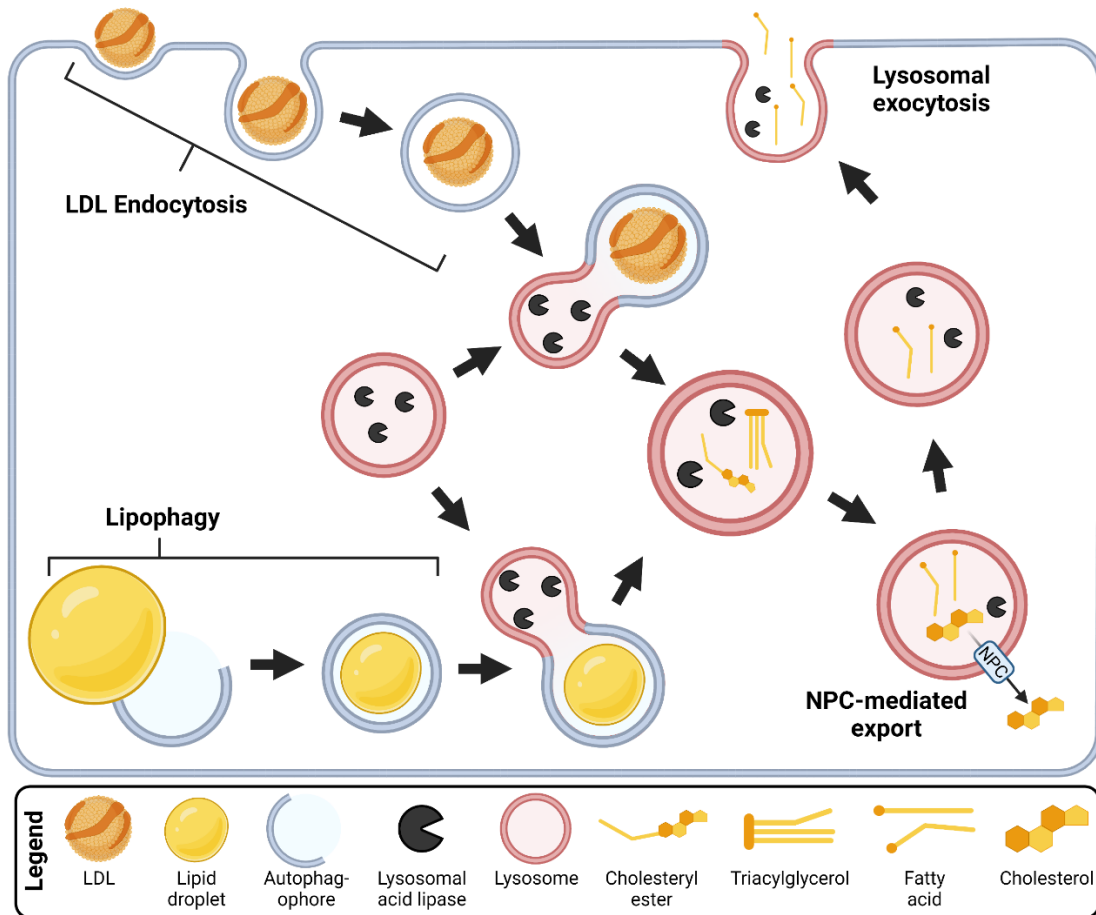 Lysosomal
exocytosis
LDL Endocytosis
Lipophagy
NPC
NPC-mediated
export
Legend
LDL
Lipid
droplet
Autophag-
ophore
Lysosomal
acid lipase
Lysosome
Cholesteryl
ester
Triacylglycerol
Fatty
acid
Cholesterol